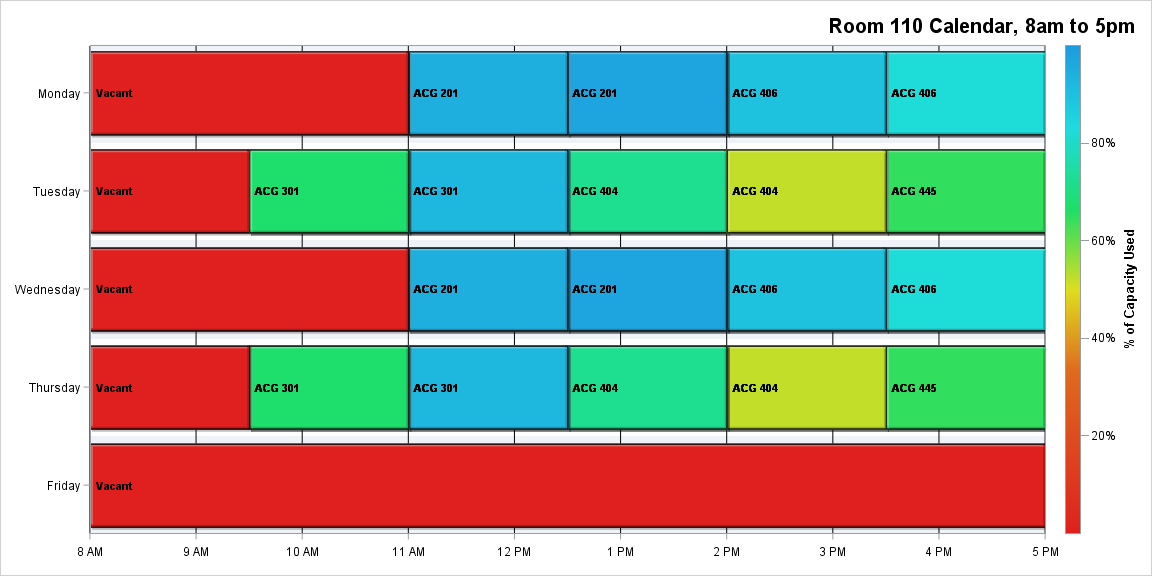 Room 110 Calendar, 8am to 5pm
Monday Vacant ACG 201 ACG 201 ACG 406 ACG 406
Tuesday Vacant ACG 301 ACG 301 ACG 404 ACG 404 ACG 445
Wednesday Vacant ACG 201 ACG 201 ACG 406 ACG 406
Thursday Vacant ACG 301 ACG 301 ACG 404 ACG 404 ACG 445
Friday Vacant
8 AM 9 AM 10 AM 11 AM 12 PM 1 PM 2 PM 3 PM 4 PM 5 PM
80%
60%
40%
20%
% of Capacity Used